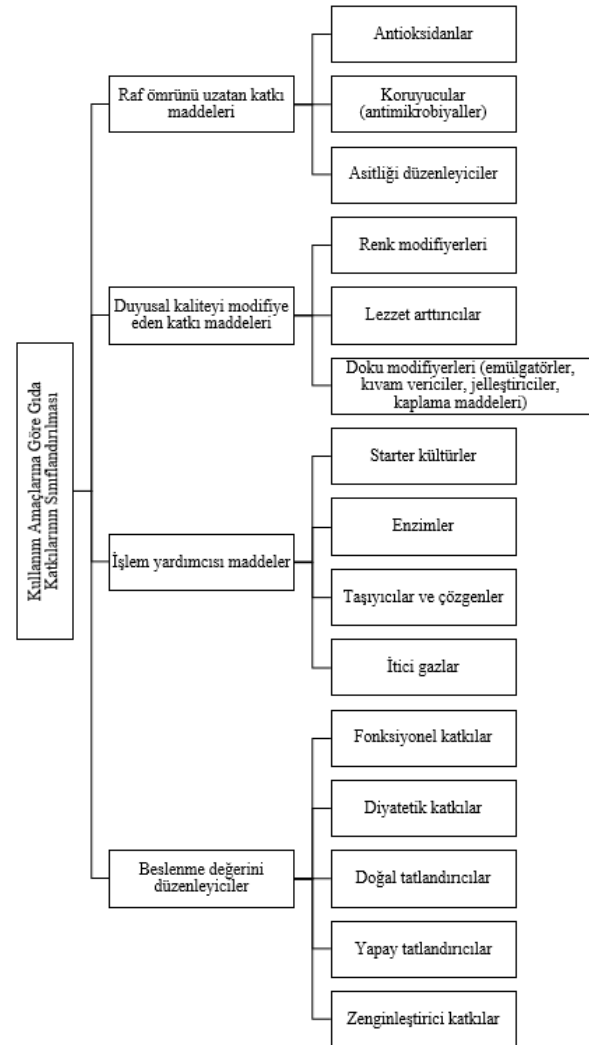 Kullanım Amaçlarına Göre Gıda
Katkılarının Sınıflandırılması
Raf ömrünü uzatan katkı
maddeleri
Antioksidanlar
Koruyucular
(antimikrobiyaller)
Asitliği düzenleyiciler
Duyusal kaliteyi modifiye
eden katkı maddeleri
Renk modifiyerleri
Lezzet arttırıcılar
Doku modifiyerleri (emülgatörler,
kıvam vericiler, jelleştiriciler,
kaplama maddeleri)
İşlem yardımcısı maddeler
Starter kültürler
Enzimler
Taşıyıcılar ve çözgenler
İtici gazlar
Beslenme değerini
düzenleyiciler
Fonksiyonel katkılar
Diyatetik katkılar
Doğal tatlandırıcılar
Yapay tatlandırıcılar
Zenginleştirici katkılar